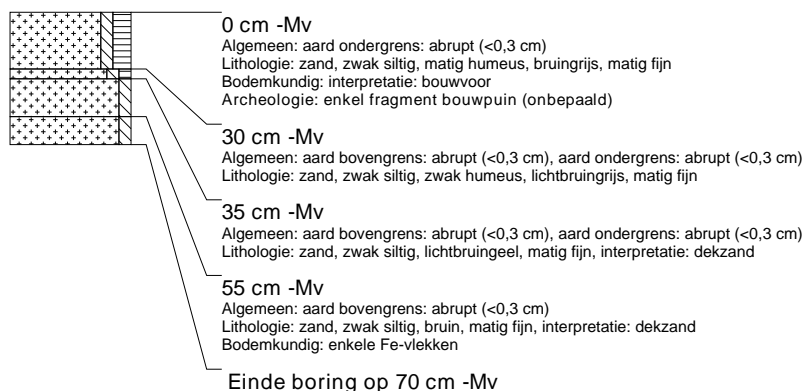 0 cm -Mv
Algemeen: aard ondergrens: abrupt (<0,3 cm)
Lithologie: zand, zwak siltig, matig humeus, bruingrijs, matig fijn
Bodemkundig: interpretatie: bouwvoor
Archeologie: enkel fragment bouwpuin (onbepaald)
30 cm -Mv
Algemeen: aard bovengrens: abrupt (<0,3 cm), aard ondergrens: abrupt (<0,3 cm)
Lithologie: zand, zwak siltig, zwak humeus, lichtbruingrijs, matig fijn
35 cm -Mv
Algemeen: aard bovengrens: abrupt (<0,3 cm), aard ondergrens: abrupt (<0,3 cm)
Lithologie: zand, zwak siltig, lichtbruingeel, matig fijn, interpretatie: dekzand
55 cm -Mv
Algemeen: aard bovengrens: abrupt (<0,3 cm)
Lithologie: zand, zwak siltig, bruin, matig fijn, interpretatie: dekzand
Bodemkundig: enkele Fe-vlekken
Einde boring op 70 cm -Mv